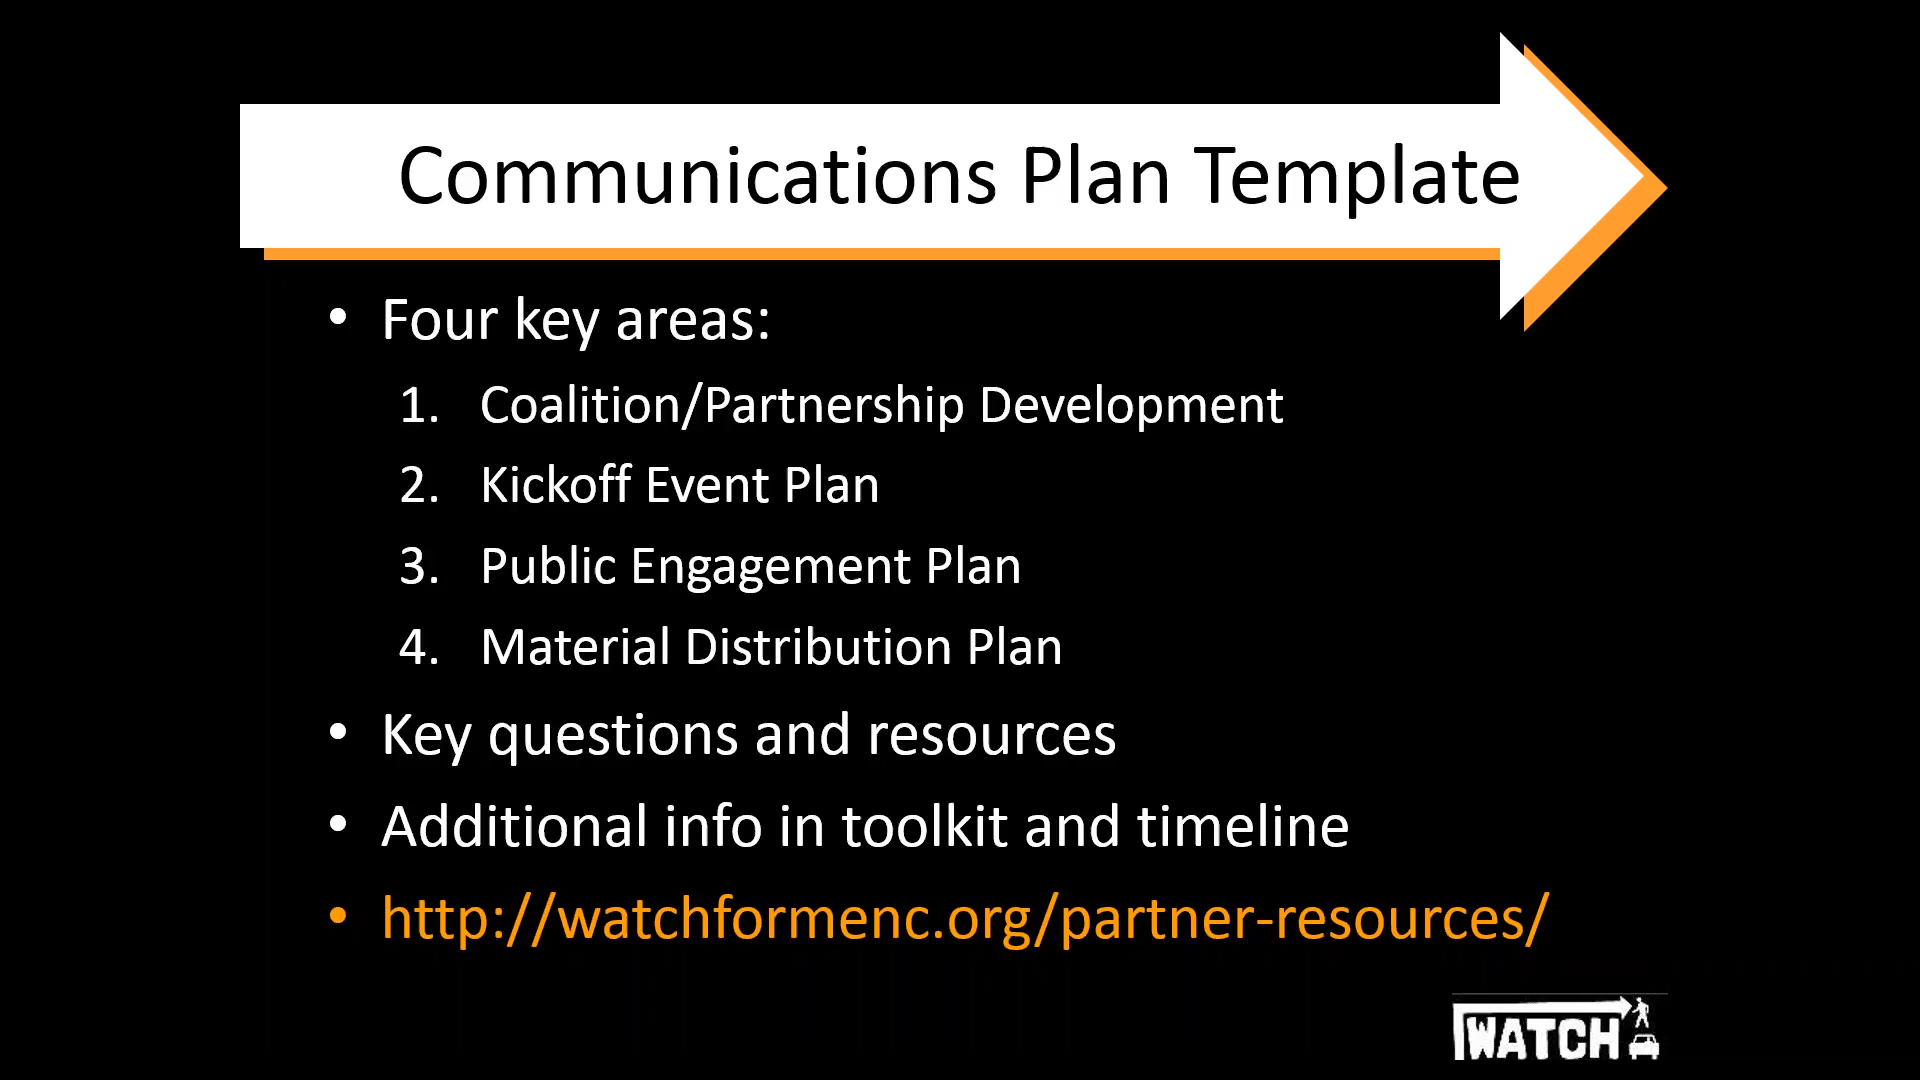 Communications Plan Template
• Four key areas:
1. Coalition/Partnership Development
2. Kickoff Event Plan
3. Public Engagement Plan
4. Material Distribution Plan
• Key questions and resources
• Additional info in toolkit and timeline
• http://watchformenc.org/partner-resources/
WATCH